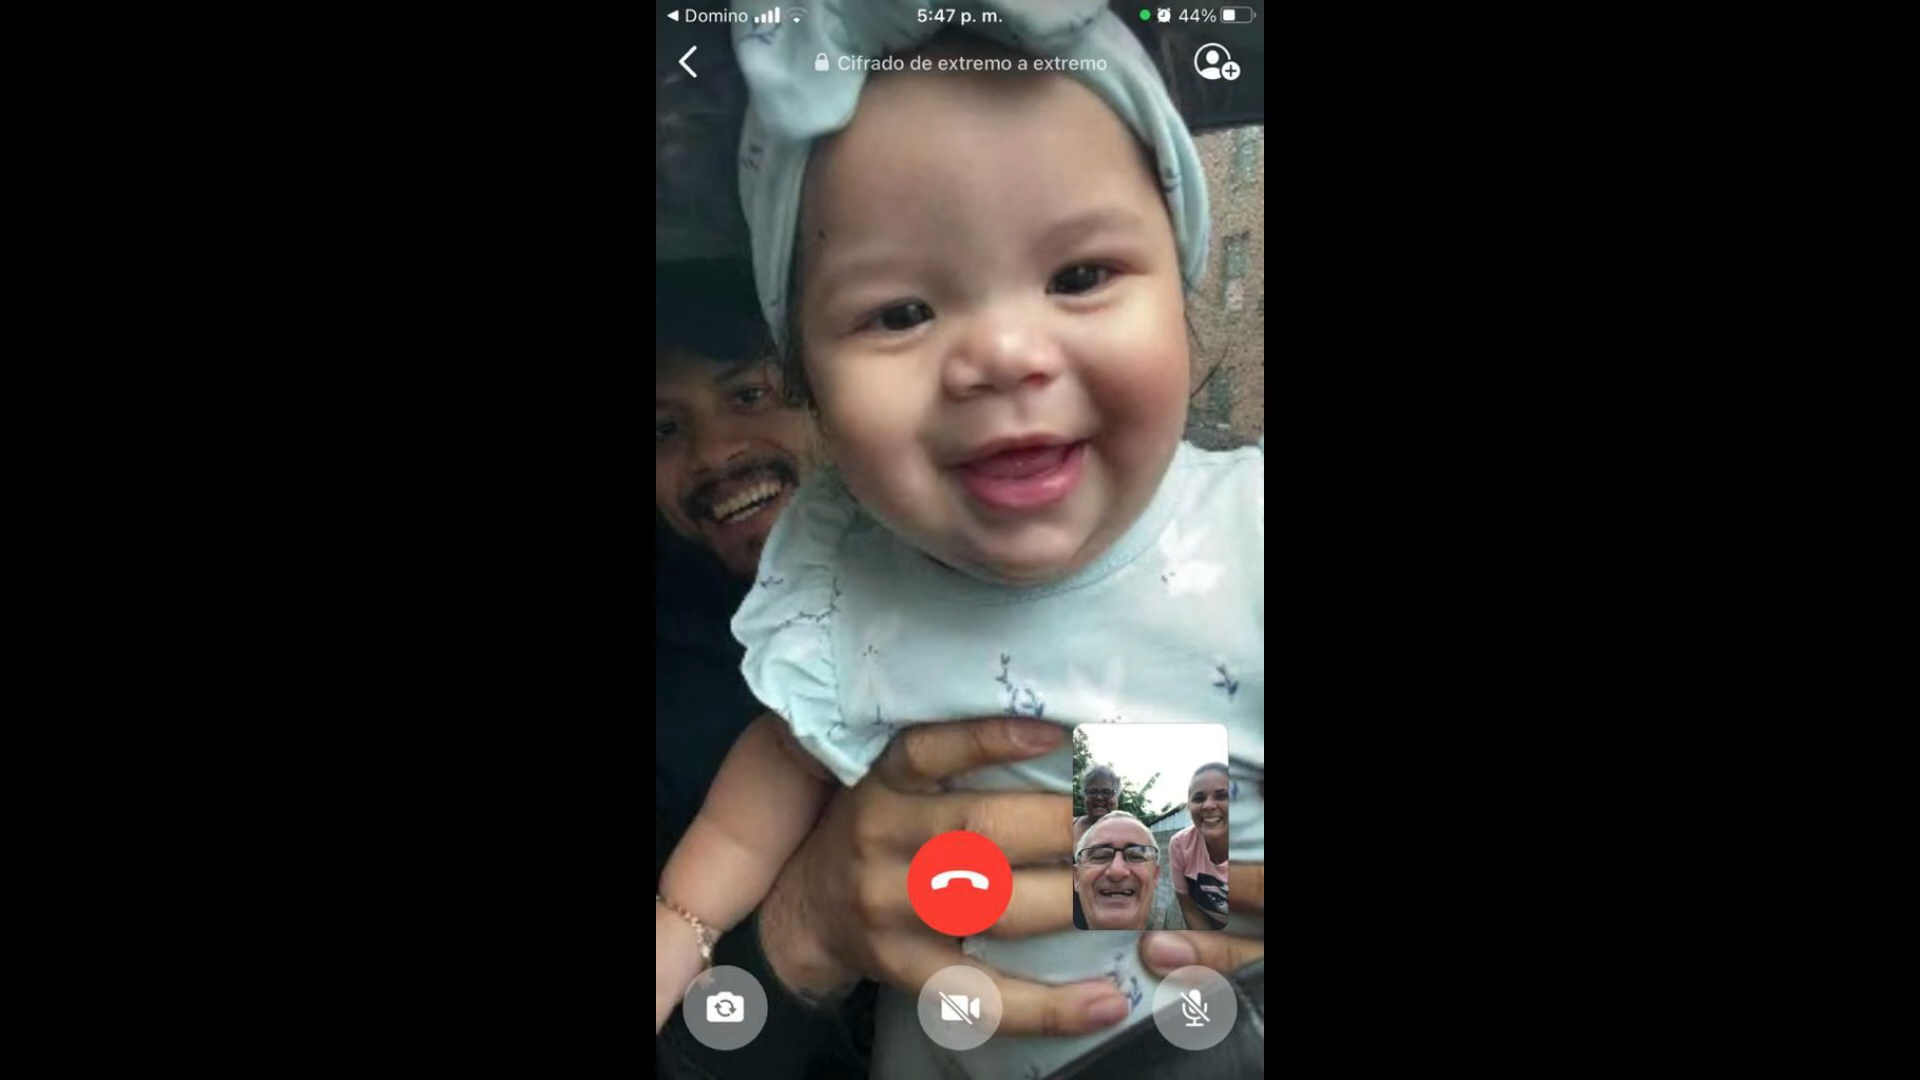 ◀ Domino
5:47 p. m.
44%
Cifrado de extremo a extremo